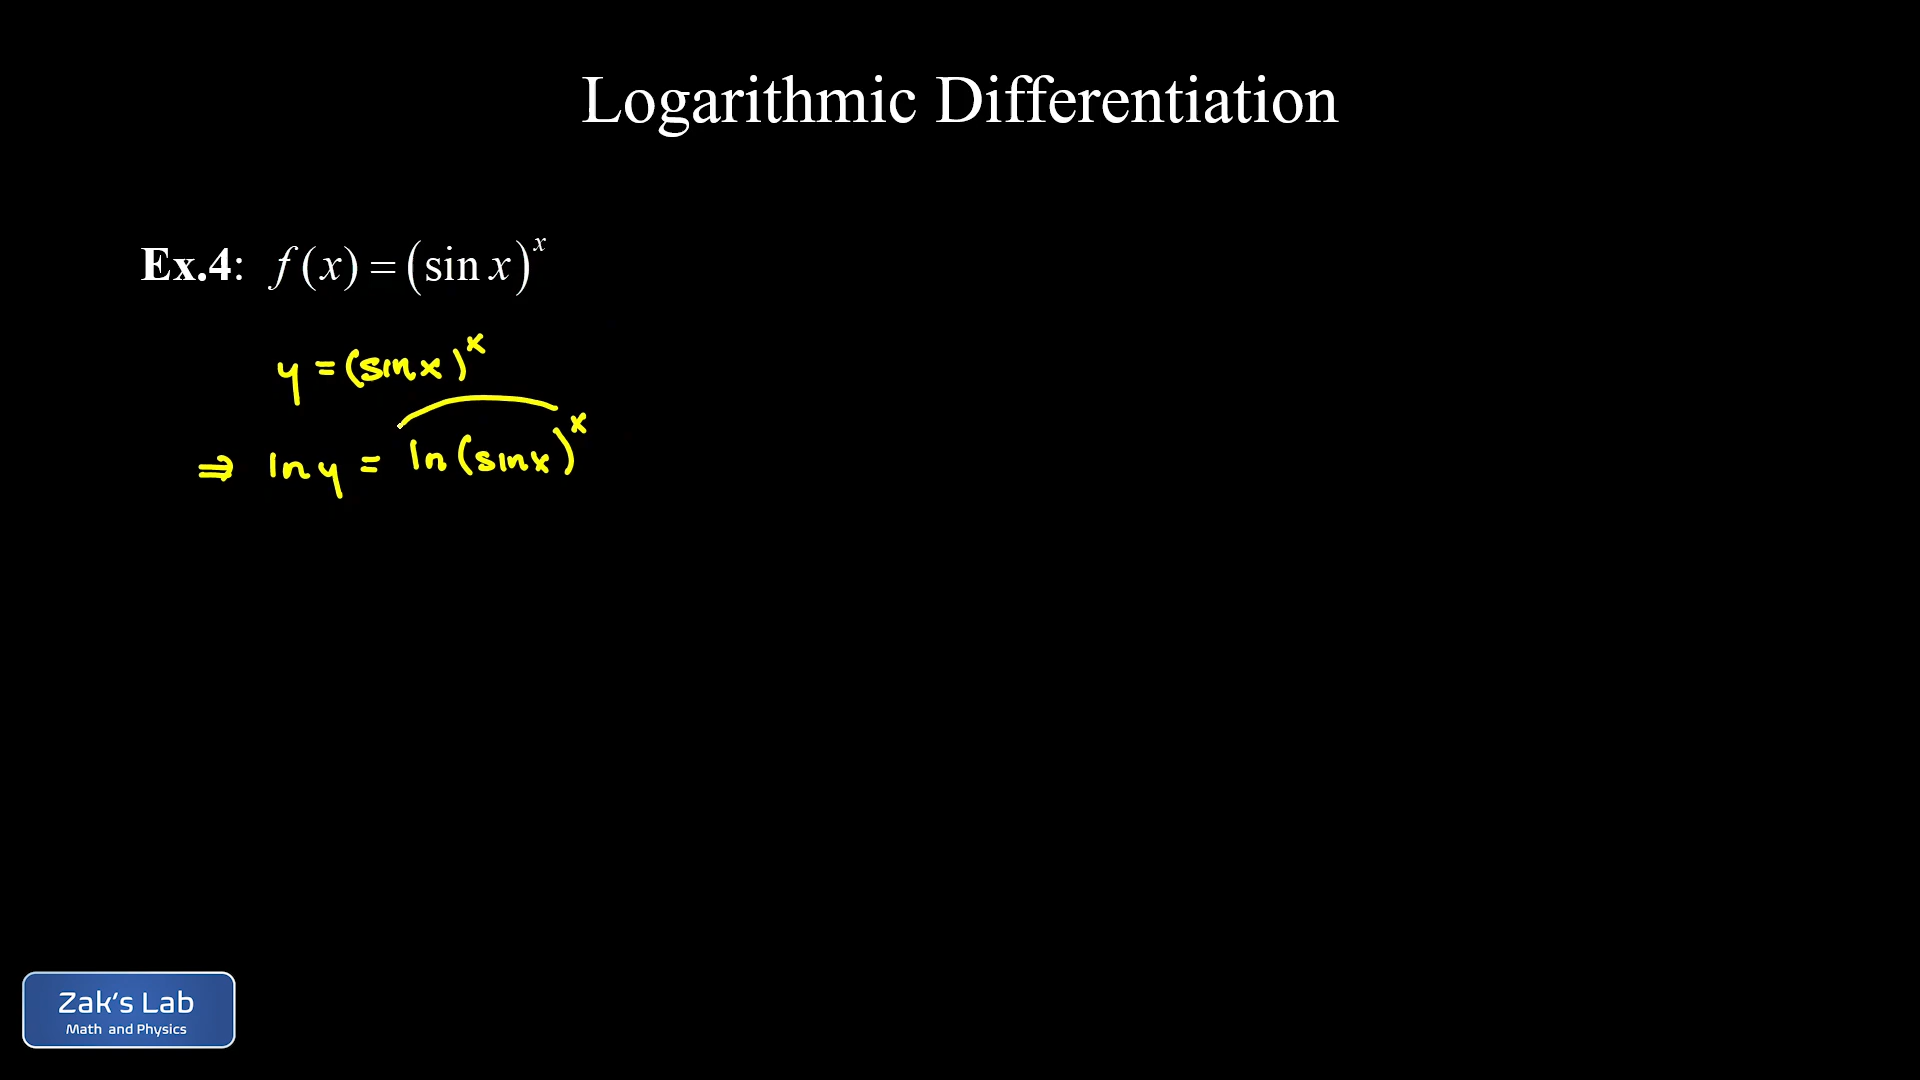 Logarithmic Differentiation
Ex.4: f(x) = (sin x)^x
y = (sin x)^x
⇒ ln y = ln (sin x)^x
Zak's Lab
Math and Physics